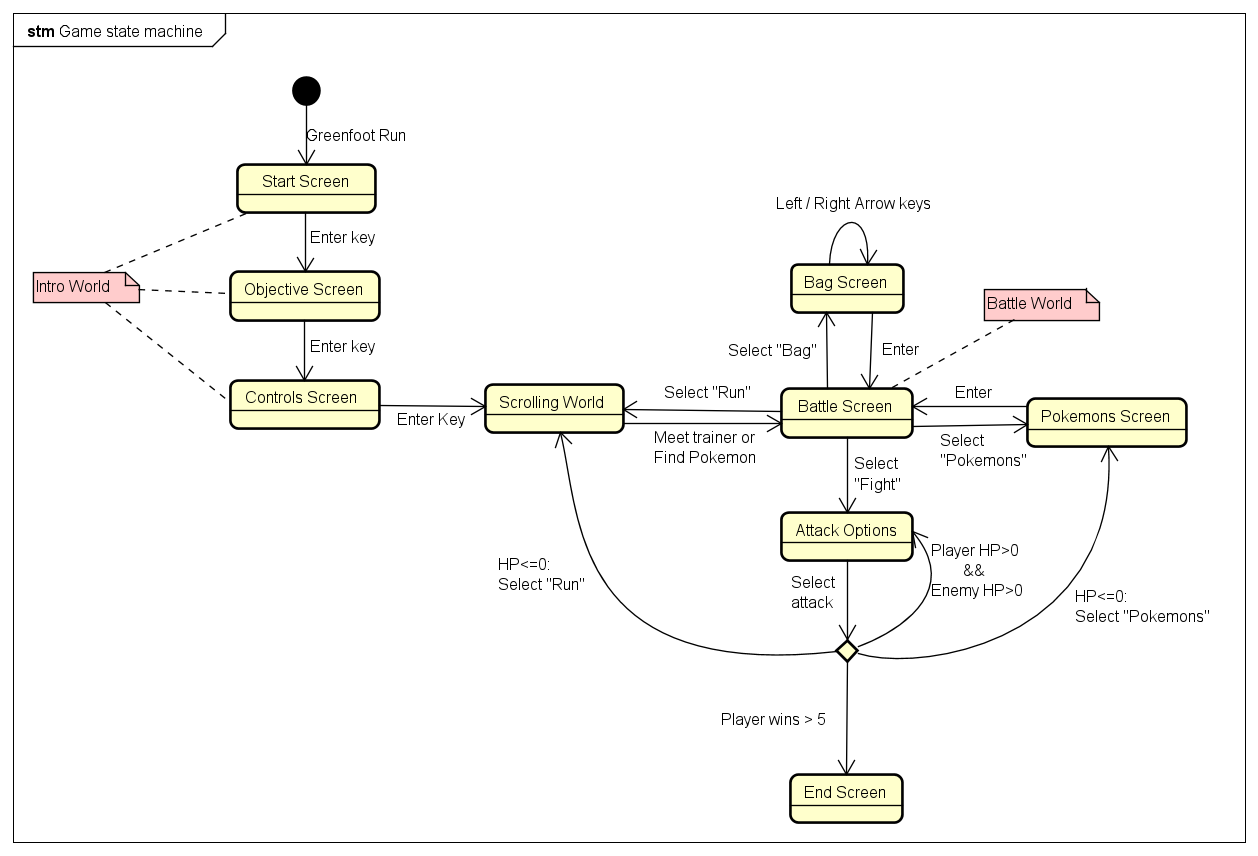 stm Game state machine
Greenfoot Run
Start Screen
Enter key
Intro World
Objective Screen
Enter key
Controls Screen
Enter Key
Scrolling World
Left / Right Arrow keys
Bag Screen
Battle World
Select "Bag"
Enter
Select "Run"
Battle Screen
Enter
Pokemons Screen
Meet trainer or
Find Pokemon
Select
"Pokemons"
Select
"Fight"
Attack Options
Player HP>0
&&
Enemy HP>0
HP<=0:
Select "Run"
Select
attack
HP<=0:
Select "Pokemons"
Player wins > 5
End Screen